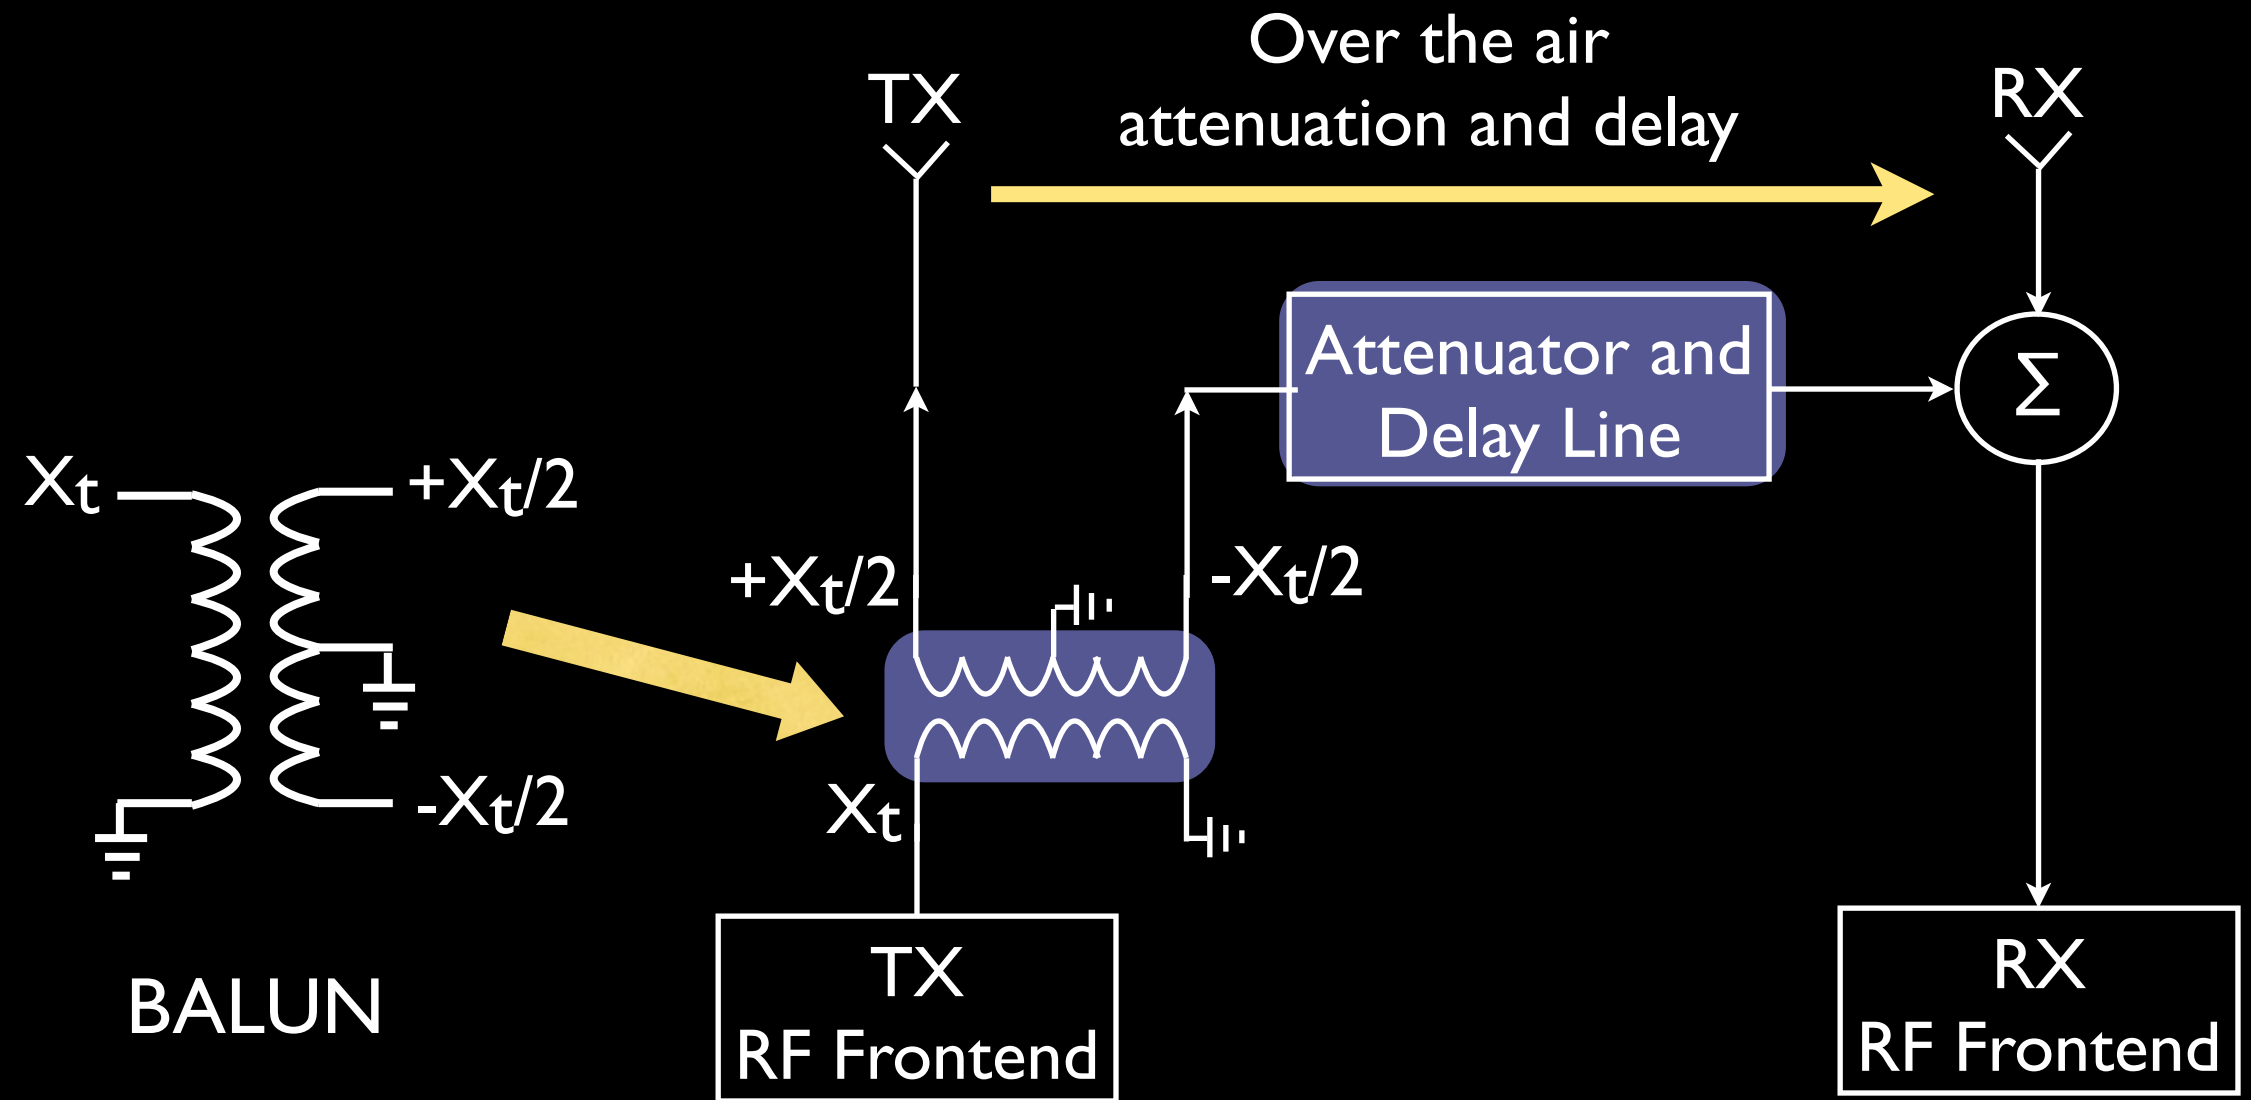 Over the air
attenuation and delay
TX
RX
Attenuator and
Delay Line
Σ
Xt
+Xt/2
-Xt/2
+Xt/2
-Xt/2
Xt
BALUN
TX
RF Frontend
RX
RF Frontend